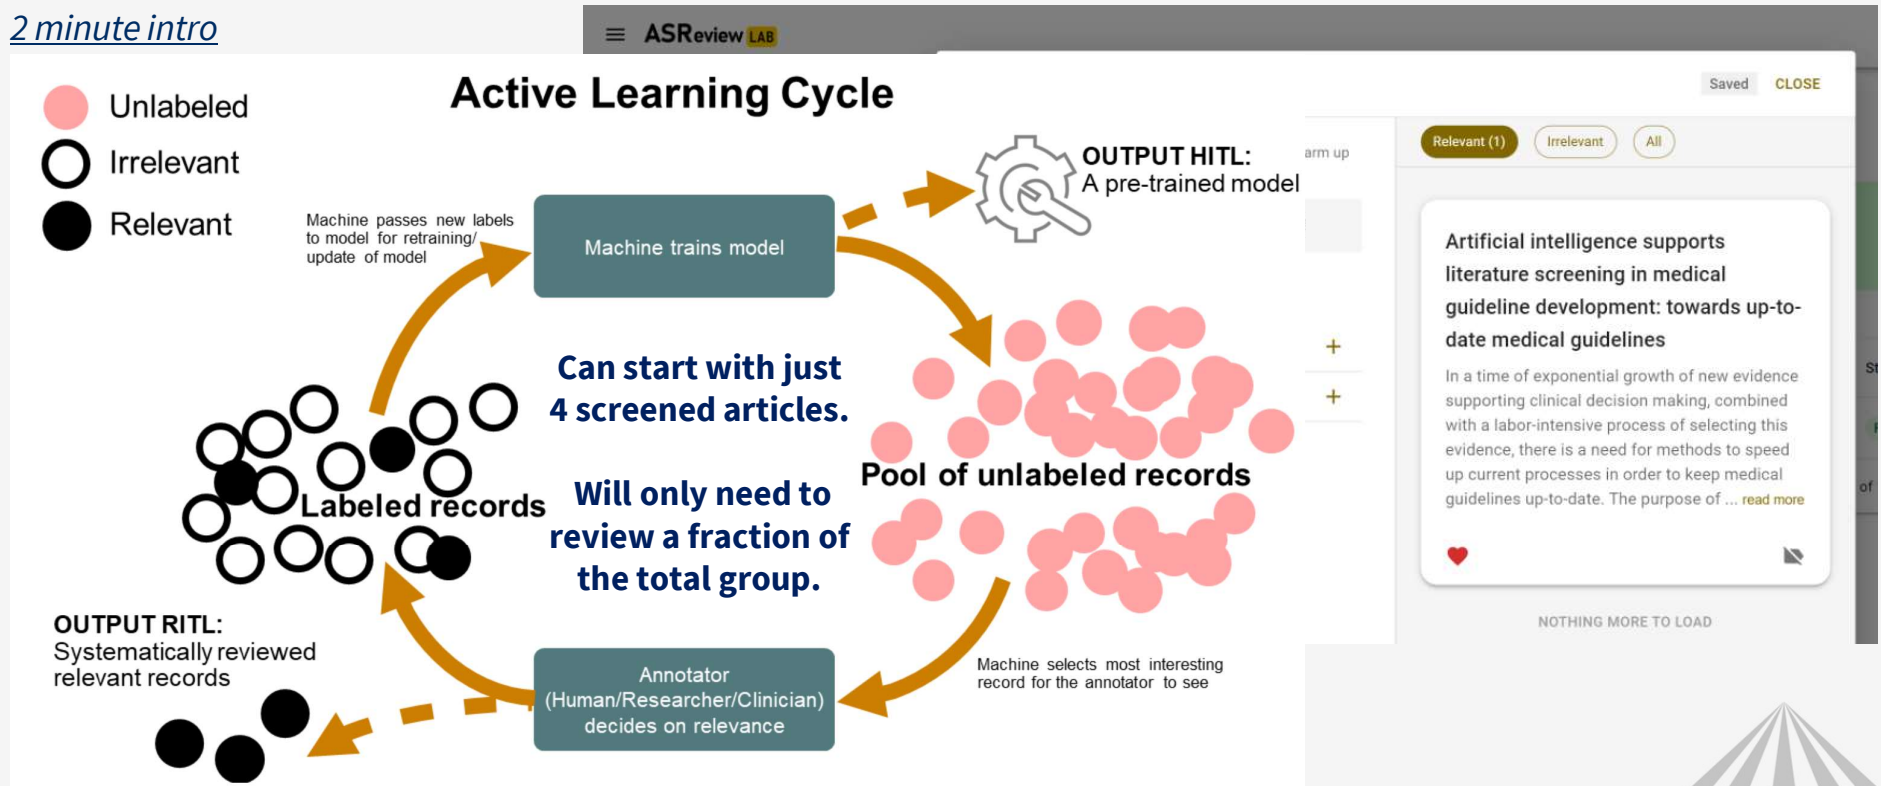 2 minute intro
ASReview LAB
Active Learning Cycle
Unlabeled
Irrelevant
Relevant
Machine passes new labels
to model for retraining/
update of model
Machine trains model
OUTPUT HITL:
A pre-trained model
Can start with just
4 screened articles.
Will only need to
review a fraction of
the total group.
Labeled records
Pool of unlabeled records
OUTPUT RITL:
Systematically reviewed
relevant records
Annotator
(Human/Researcher/Clinician)
decides on relevance
Machine selects most interesting
record for the annotator to see
arm up
Saved CLOSE
Relevant (1) Irrelevant All
Artificial intelligence supports
literature screening in medical
guideline development: towards up-to-
date medical guidelines
In a time of exponential growth of new evidence
supporting clinical decision making, combined
with a labor-intensive process of selecting this
evidence, there is a need for methods to speed
up current processes in order to keep medical
guidelines up-to-date. The purpose of ... read more
NOTHING MORE TO LOAD
St
of